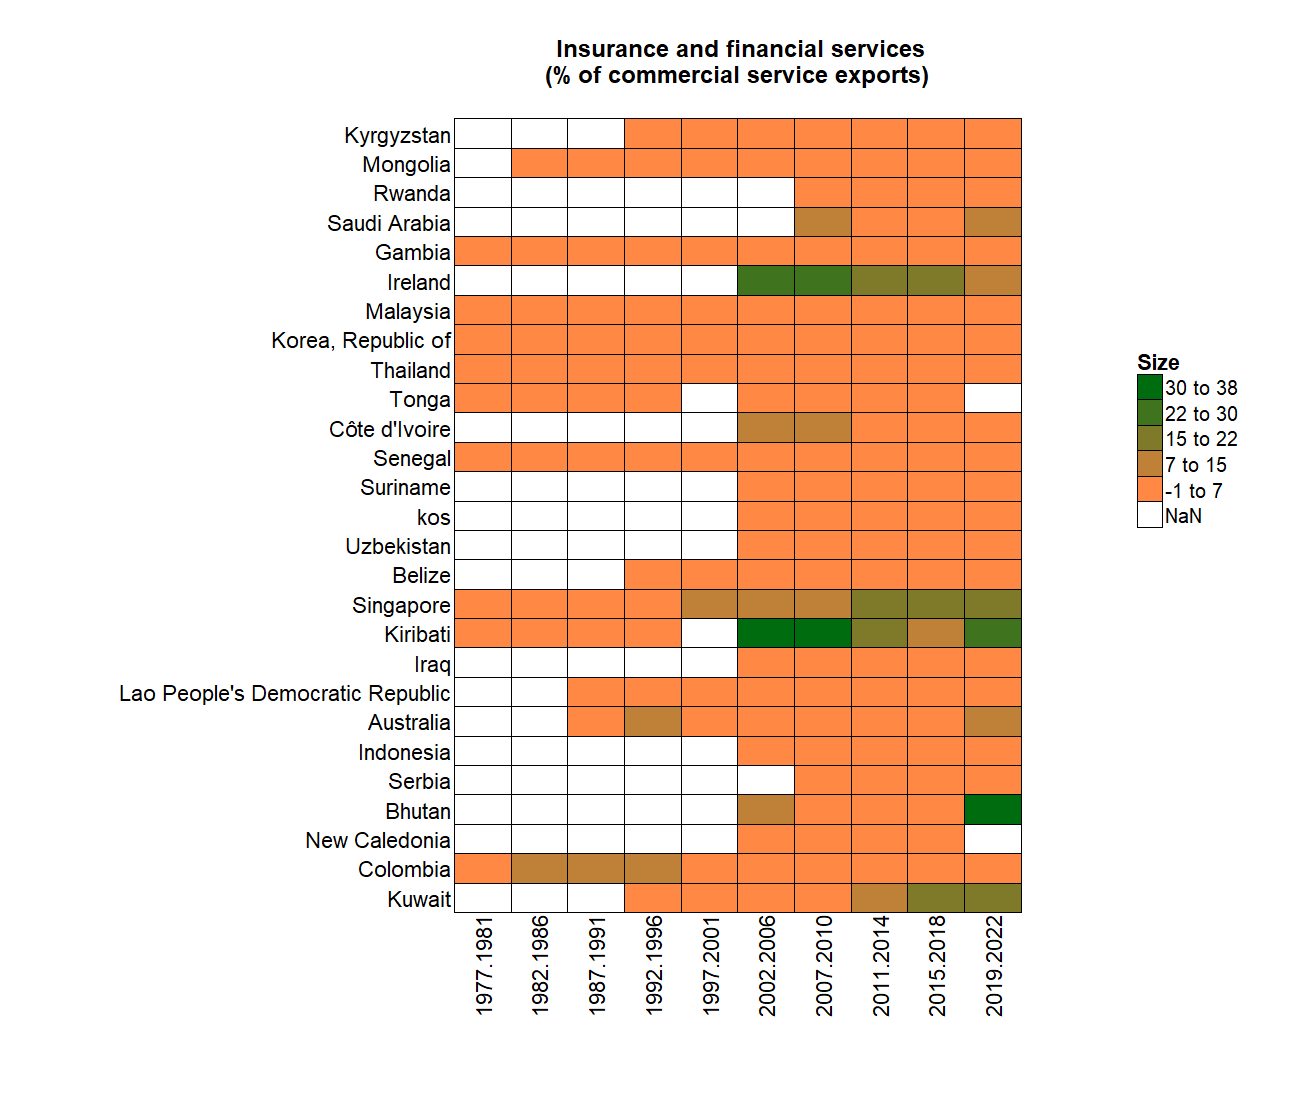 Insurance and financial services
(% of commercial service exports)
Kyrgyzstan
Mongolia
Rwanda
Saudi Arabia
Gambia
Ireland
Malaysia
Korea, Republic of
Thailand
Tonga
Côte d'Ivoire
Senegal
Suriname
kos
Uzbekistan
Belize
Singapore
Kiribati
Iraq
Lao People's Democratic Republic
Australia
Indonesia
Serbia
Bhutan
New Caledonia
Colombia
Kuwait
1977.1981
1982.1986
1987.1991
1992.1996
1997.2001
2002.2006
2007.2010
2011.2014
2015.2018
2019.2022
Size
30 to 38
22 to 30
15 to 22
7 to 15
-1 to 7
NaN